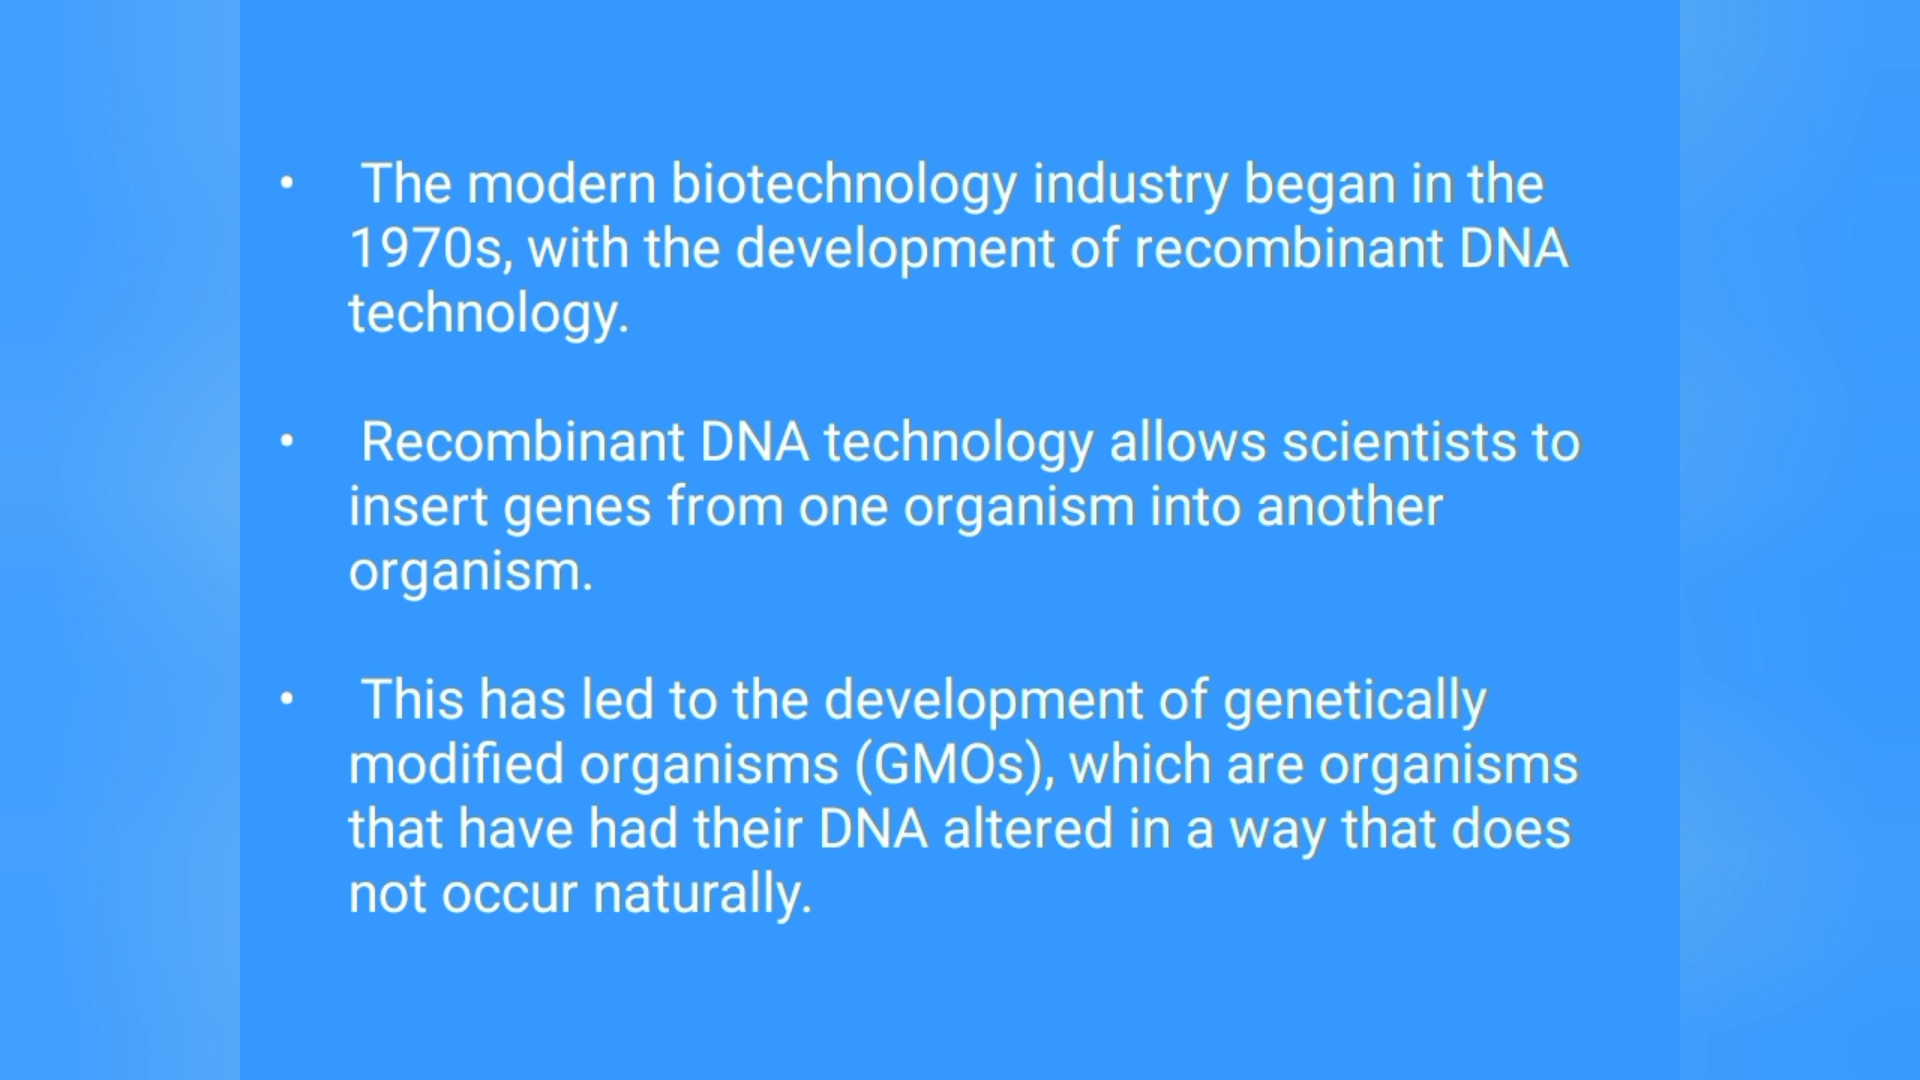 • The modern biotechnology industry began in the
1970s, with the development of recombinant DNA
technology.
• Recombinant DNA technology allows scientists to
insert genes from one organism into another
organism.
• This has led to the development of genetically
modified organisms (GMOs), which are organisms
that have had their DNA altered in a way that does
not occur naturally.